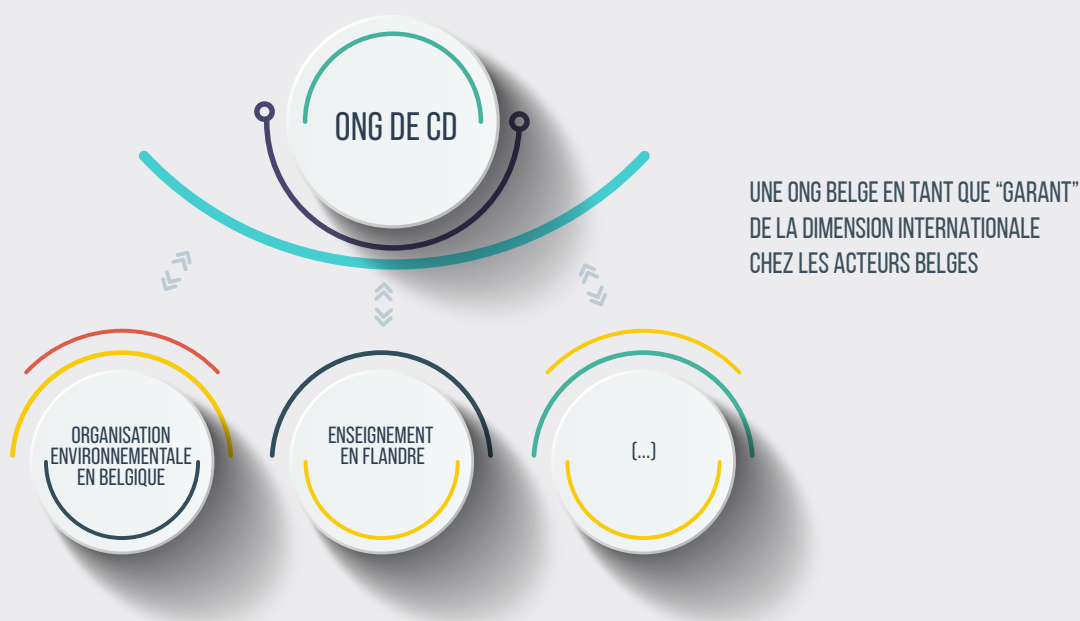 ONG DE CD
UNE ONG BELGE EN TANT QUE “GARANT”
DE LA DIMENSION INTERNATIONALE
CHEZ LES ACTEURS BELGES
ORGANISATION
ENVIRONNEMENTALE
EN BELGIQUE
ENSEIGNEMENT
EN FLANDRE
(...)